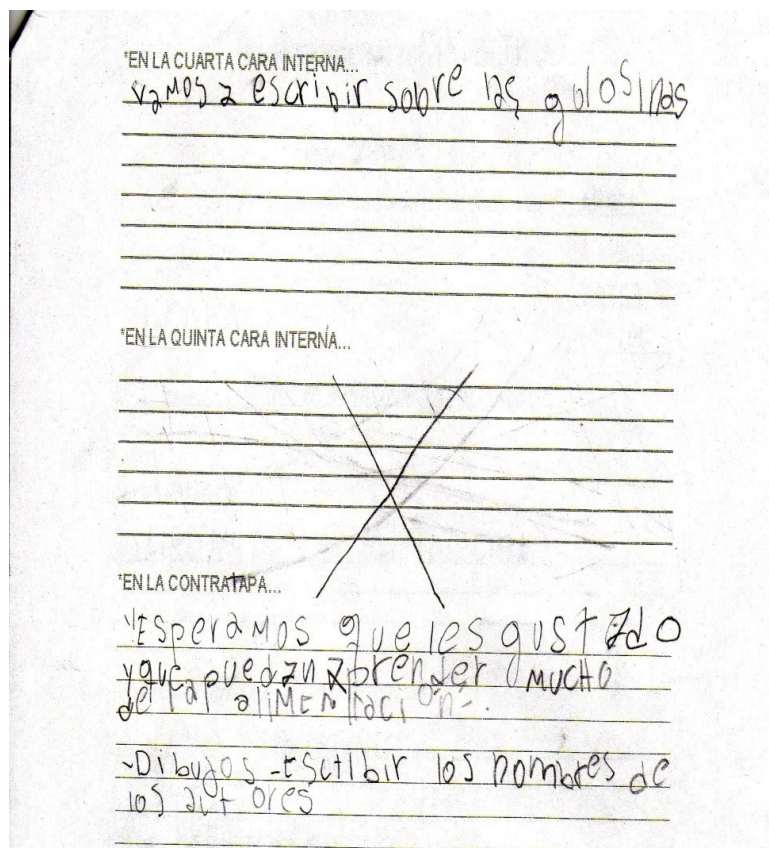 *EN LA CUARTA CARA INTERNA...
vamos a escribir sobre las golosinas
*EN LA QUINTA CARA INTERNA...
*EN LA CONTRATAPA...
Esperamos que les gustado
y que puedan aprender mucho
de la alimentracion.
-Dibujos -Escribir los nombres de
los autores